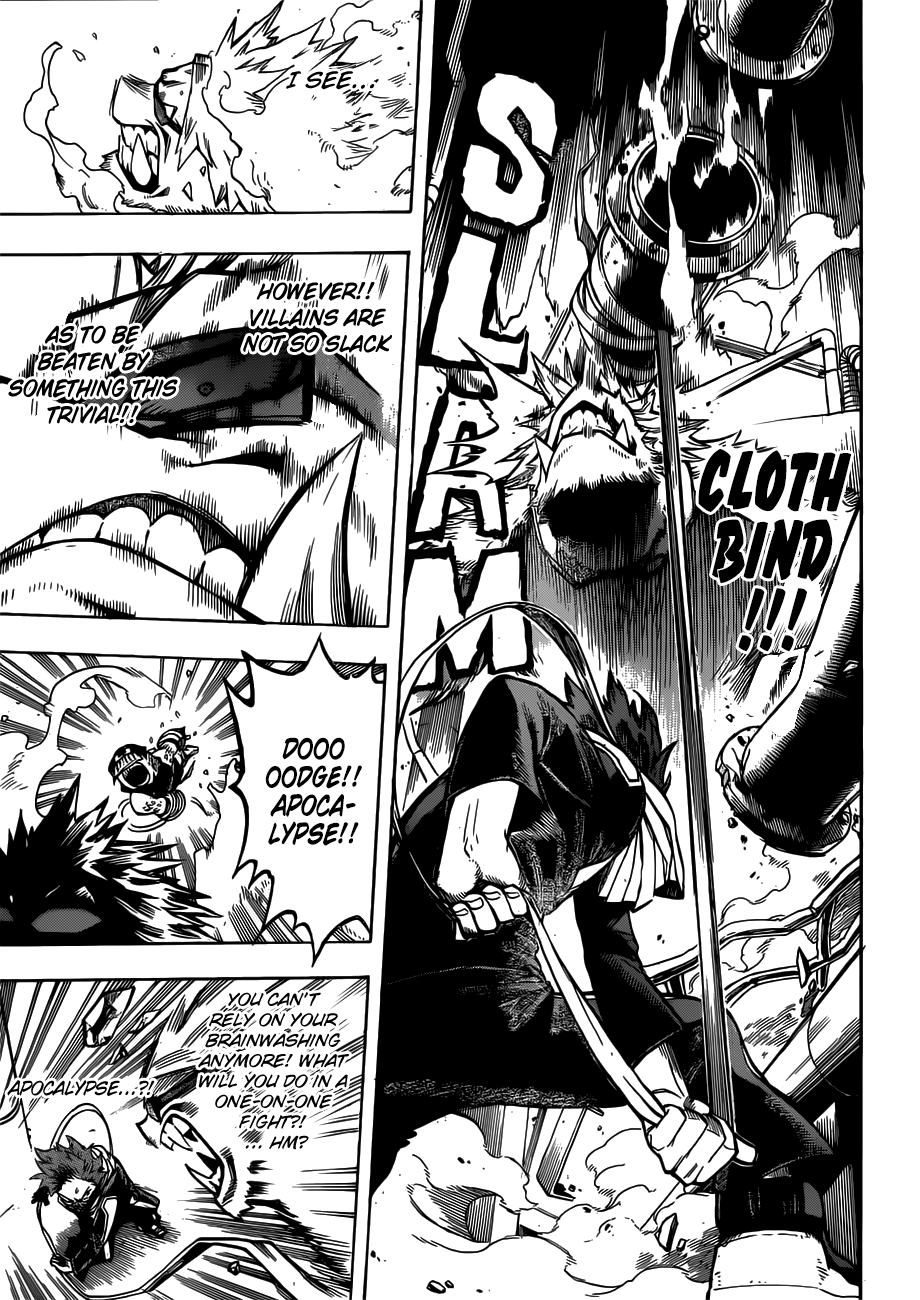 SLAM
CLOTH
BIND
!!!
I SEE...
HOWEVER!!
VILLAINS ARE
NOT SO SLACK
AS TO BE
BEATEN BY
SOMETHING THIS
TRIVIAL!!
DOOO
OODGE!!
APOCA-
LYPSE!!
YOU CAN'T
RELY ON YOUR
BRAINWASHING
ANYMORE! WHAT
WILL YOU DO IN A
ONE-ON-ONE
FIGHT?!
... HM?
APOCALYPSE...?!